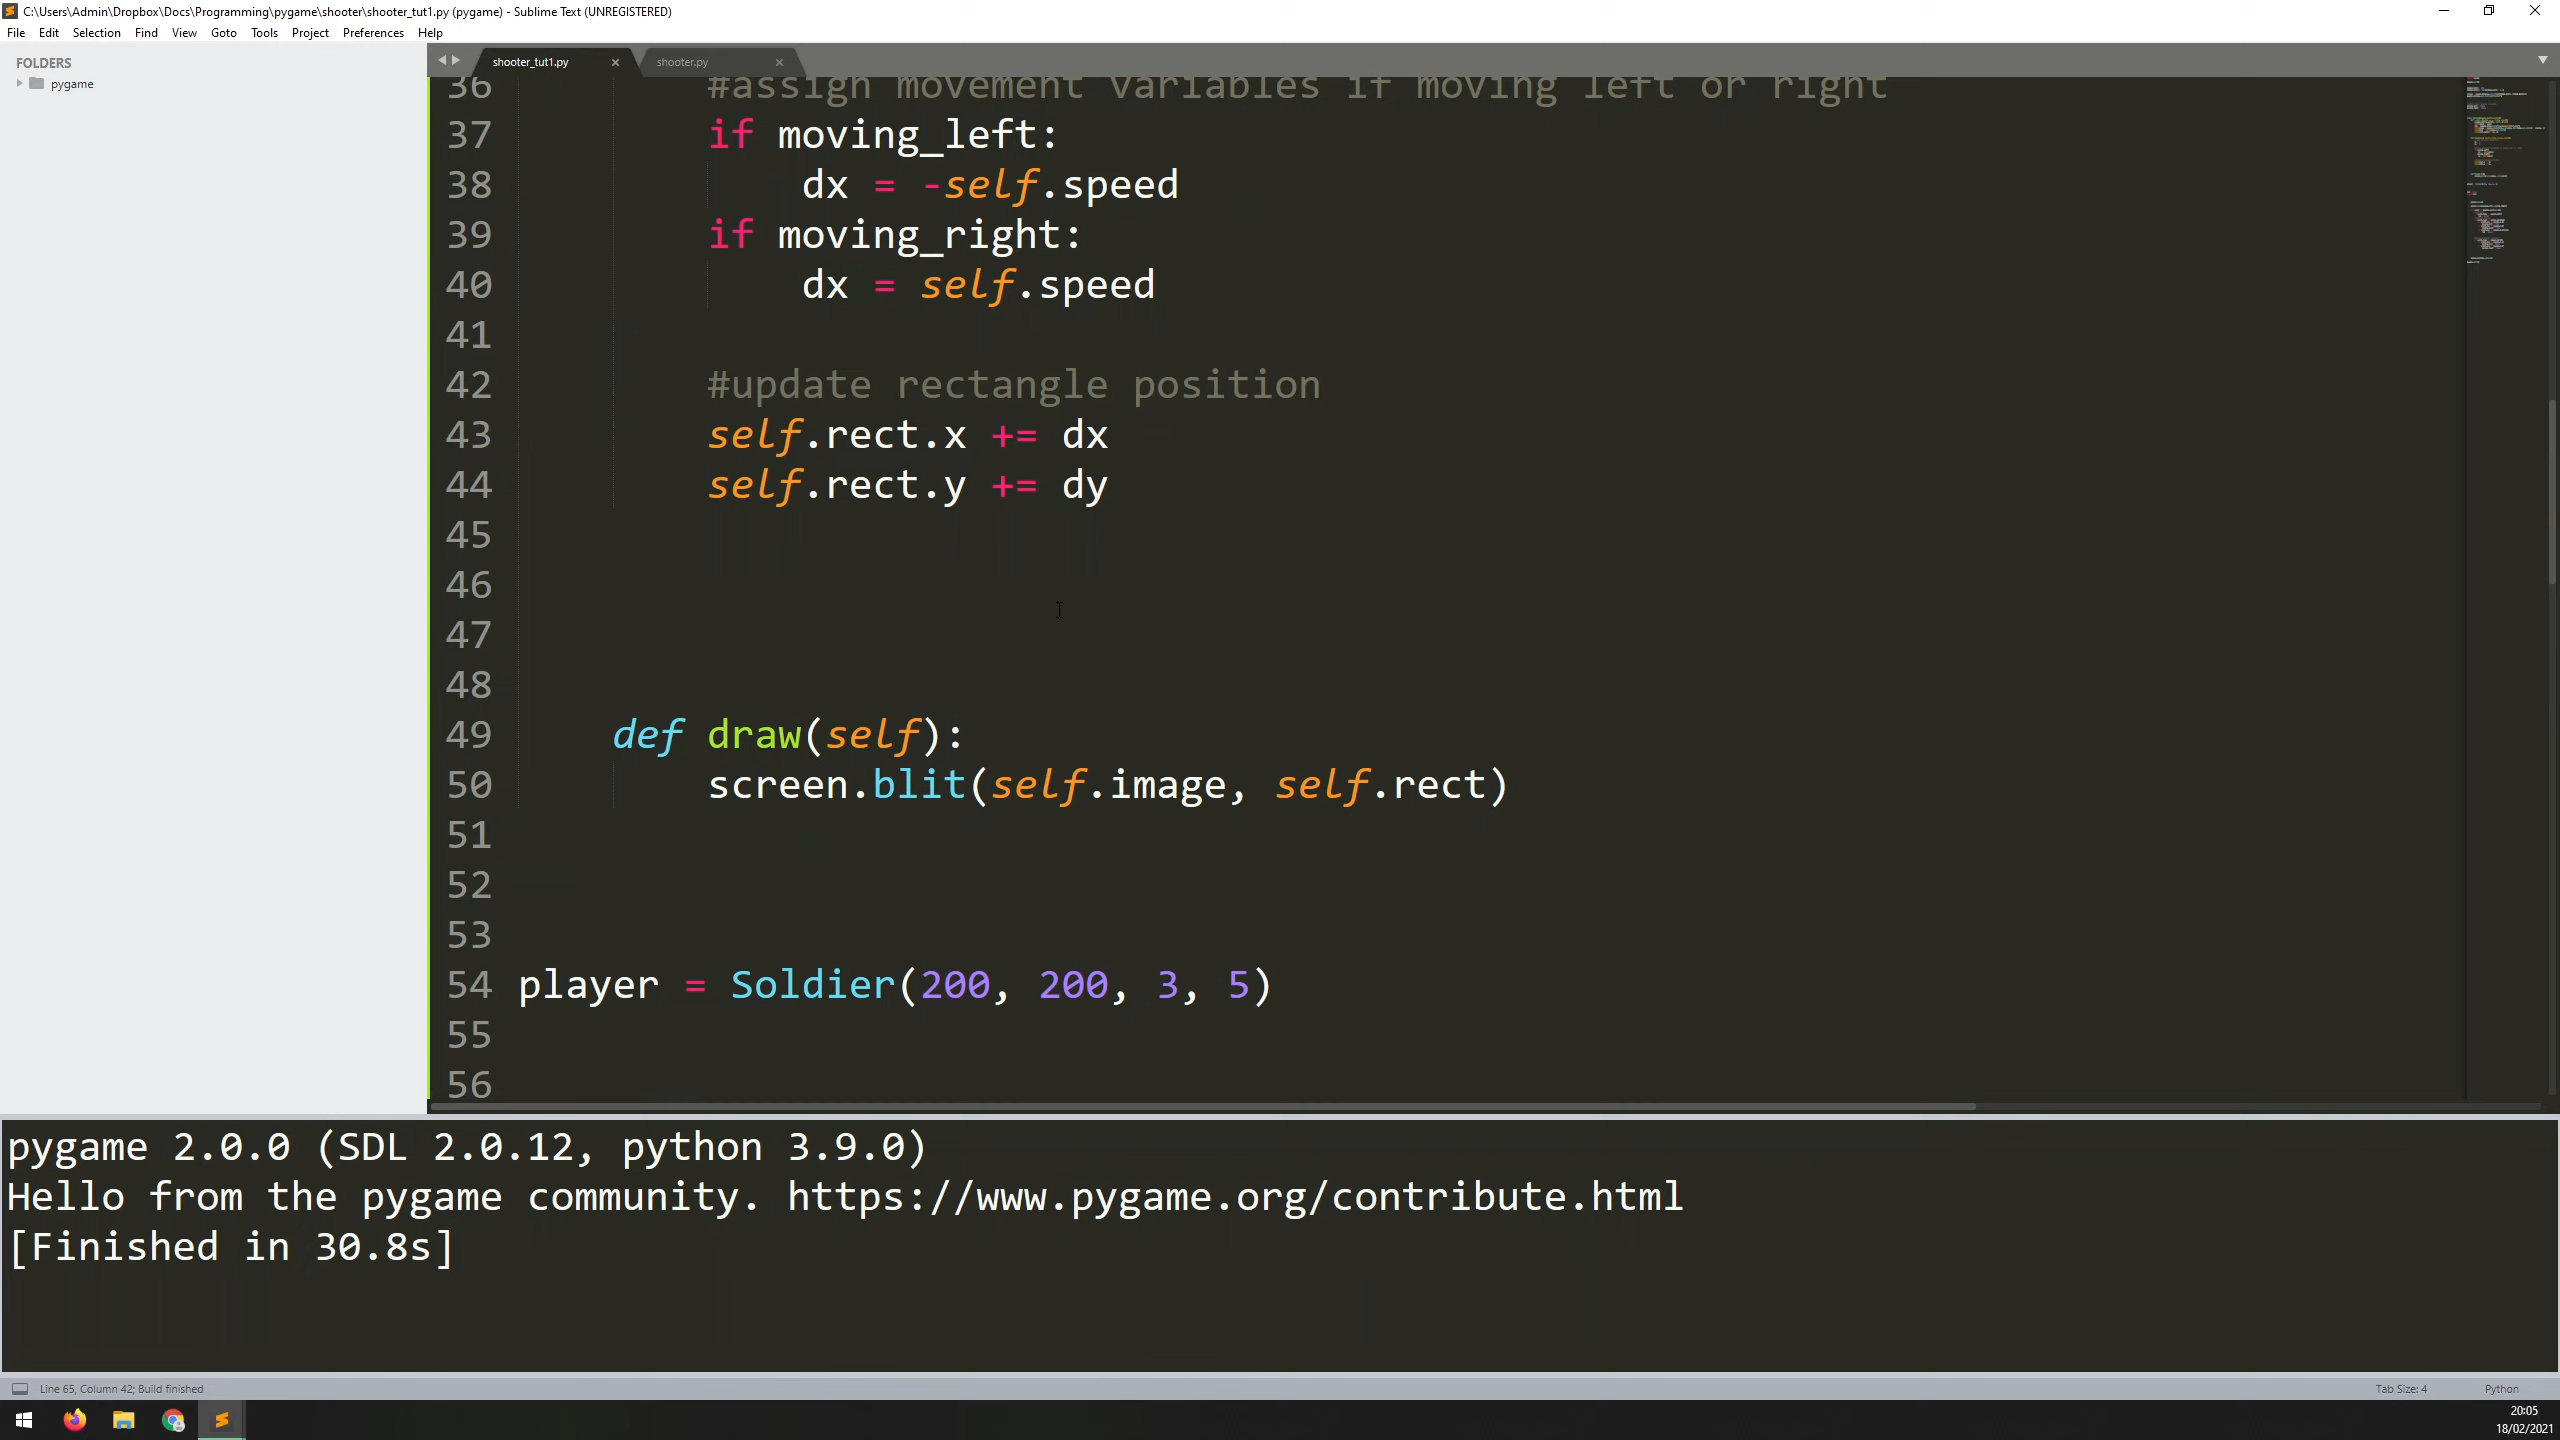 C:\Users\Admin\Dropbox\Docs\Programming\pygame\shooter\shooter_tut1.py (pygame) - Sublime Text (UNREGISTERED)
File Edit Selection Find View Goto Tools Project Preferences Help
FOLDERS
pygame
shooter_tut1.py
shooter.py
36 #assign movement variables if moving left or right
37 if moving_left:
38 dx = -self.speed
39 if moving_right:
40 dx = self.speed
41
42 #update rectangle position
43 self.rect.x += dx
44 self.rect.y += dy
45
46
47
48
49 def draw(self):
50 screen.blit(self.image, self.rect)
51
52
53
54 player = Soldier(200, 200, 3, 5)
55
56
pygame 2.0.0 (SDL 2.0.12, python 3.9.0)
Hello from the pygame community. https://www.pygame.org/contribute.html
[Finished in 30.8s]
Line 65, Column 42; Build finished
Tab Size: 4
Python
20:05
18/02/2021